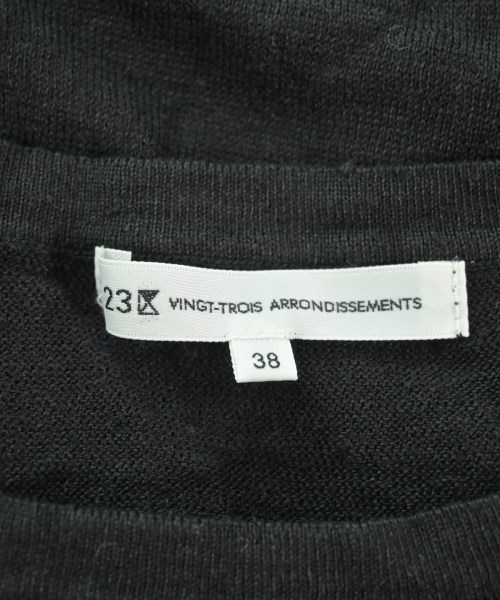 23区 VINGT-TROIS ARRONDISSEMENTS
38